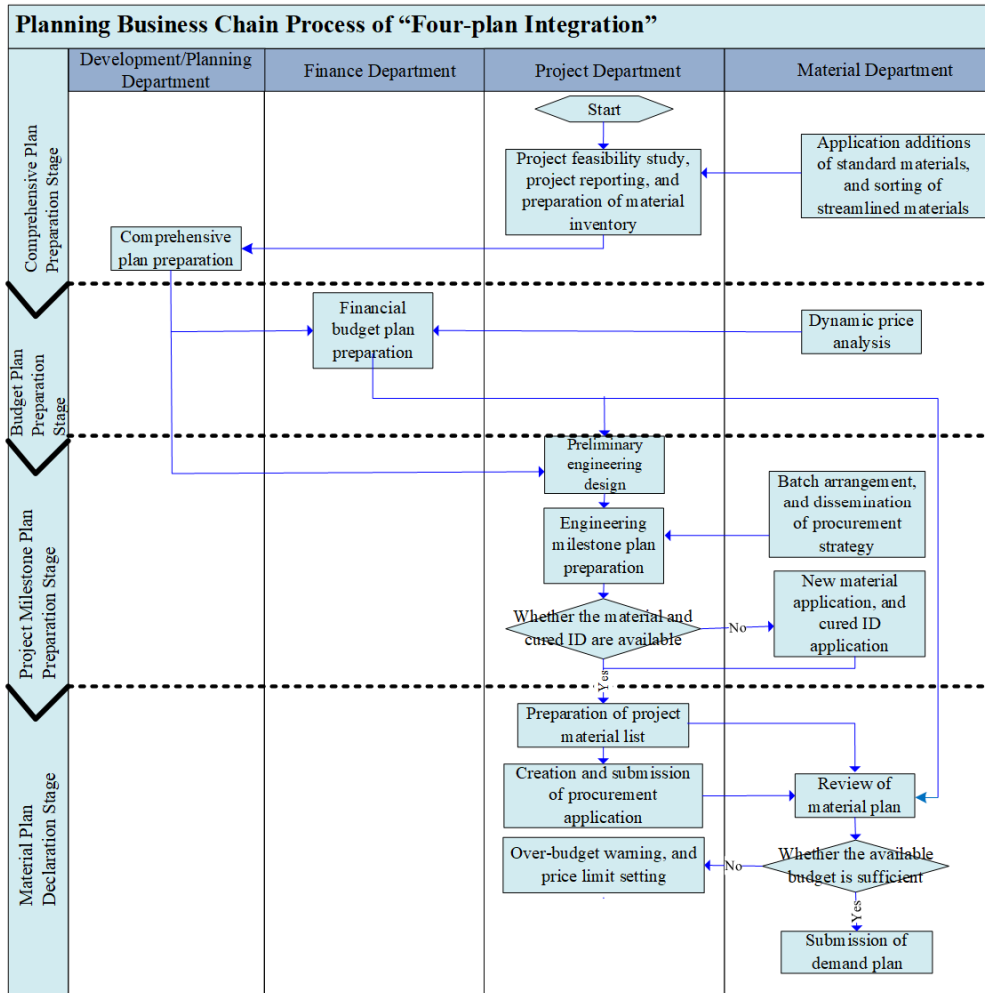 Planning Business Chain Process of “Four-plan Integration”
Development/Planning
Department
Finance Department
Project Department
Material Department
Comprehensive Plan
Preparation Stage
Start
Project feasibility study,
project reporting, and
preparation of material
inventory
Application additions
of standard materials,
and sorting of
streamlined materials
Comprehensive
plan preparation
Budget Plan
Preparation
Stage
Financial
budget plan
preparation
Dynamic price
analysis
Project Milestone Plan
Preparation Stage
Preliminary
engineering
design
Batch arrangement,
and dissemination
of procurement
strategy
Engineering
milestone plan
preparation
Whether the material and
cured ID are available
No
New material
application, and
cured ID
application
Yes
Material Plan
Declaration Stage
Preparation of project
material list
Creation and submission
of procurement
application
Review of
material plan
Over-budget warning, and
price limit setting
No
Whether the available
budget is sufficient
Yes
Submission of
demand plan